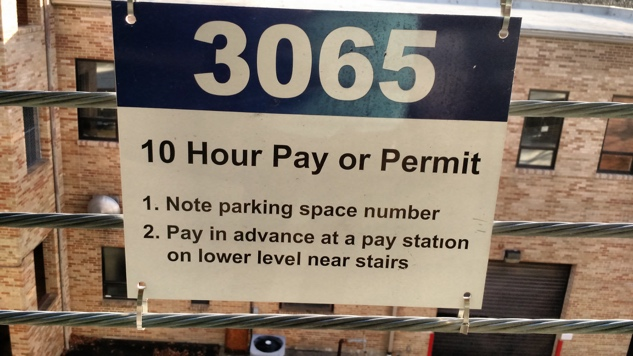 3065
10 Hour Pay or Permit
1. Note parking space number
2. Pay in advance at a pay station
on lower level near stairs